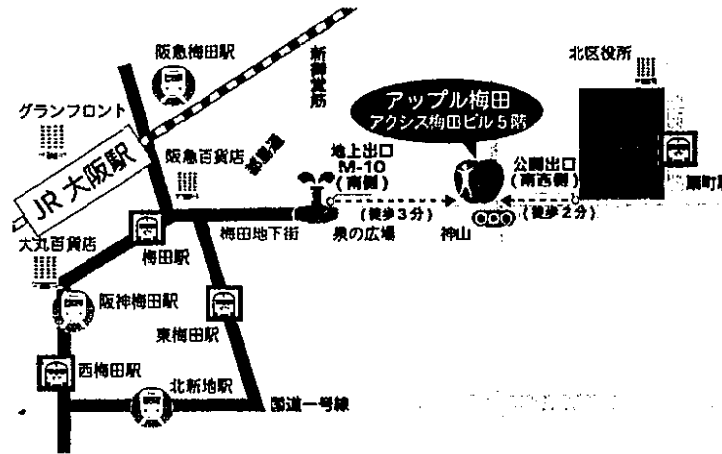 阪急梅田駅
新御堂筋
北区役所
グランフロント
アップル梅田
アクシス梅田ビル5階
JR 大阪駅
阪急百貨店
地上出口
M-10
(南側)
公園出口
(南西側)
扇町駅
(徒歩3分)
(徒歩2分)
大丸百貨店
梅田駅
梅田地下街
泉の広場
神山
阪神梅田駅
東梅田駅
西梅田駅
北新地駅
国道一号線